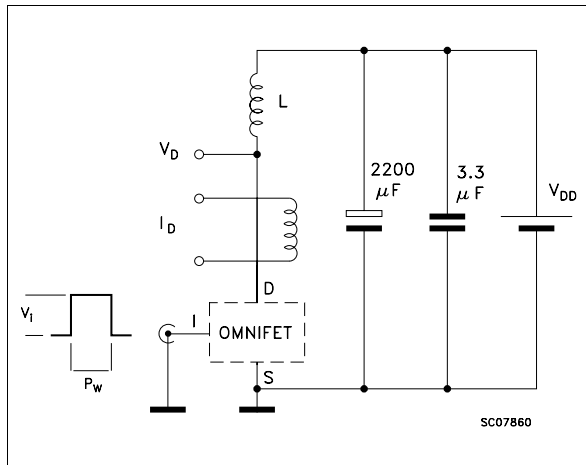 L
V_D
2200
μF
3.3
μF
V_DD
I_D
D
V_i
I
OMNIFET
P_W
S
SC07860